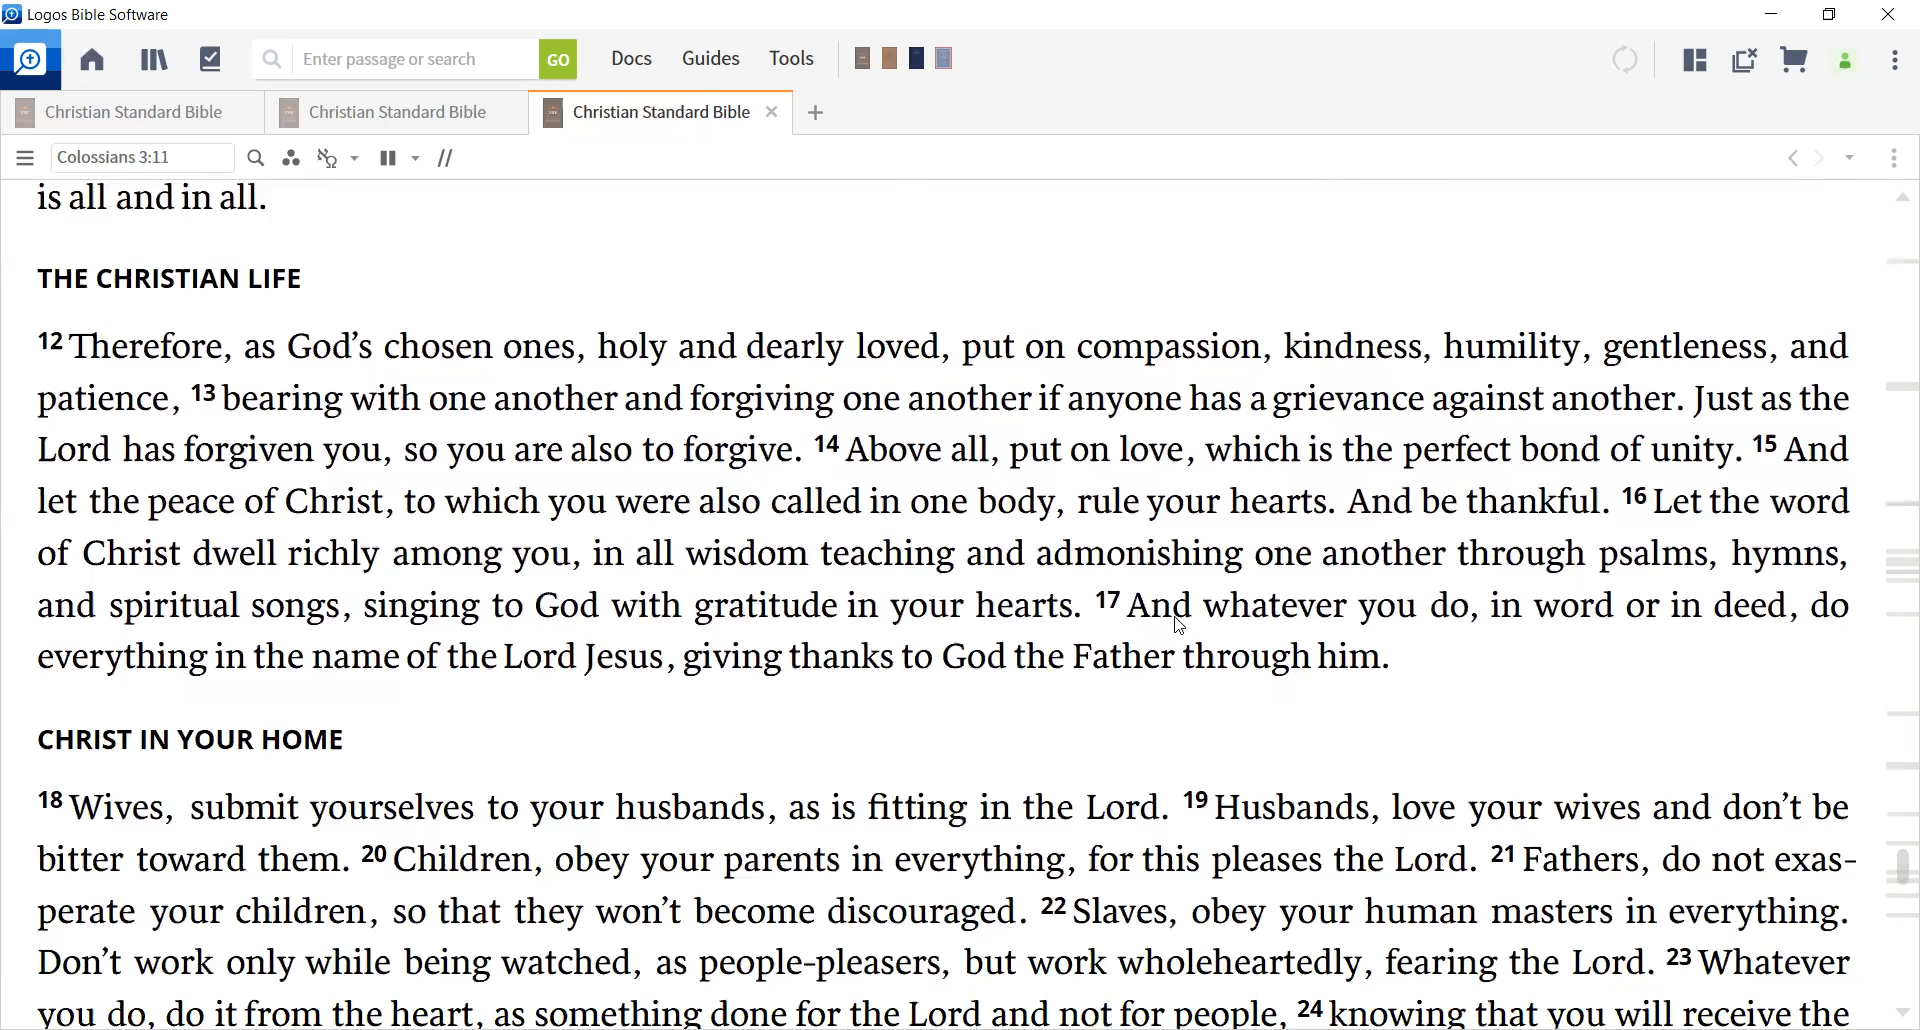 Logos Bible Software
Enter passage or search
GO
Docs
Guides
Tools
Christian Standard Bible
Christian Standard Bible
Christian Standard Bible
Colossians 3:11
is all and in all.
THE CHRISTIAN LIFE
12 Therefore, as God’s chosen ones, holy and dearly loved, put on compassion, kindness, humility, gentleness, and
patience, 13 bearing with one another and forgiving one another if anyone has a grievance against another. Just as the
Lord has forgiven you, so you are also to forgive. 14 Above all, put on love, which is the perfect bond of unity. 15 And
let the peace of Christ, to which you were also called in one body, rule your hearts. And be thankful. 16 Let the word
of Christ dwell richly among you, in all wisdom teaching and admonishing one another through psalms, hymns,
and spiritual songs, singing to God with gratitude in your hearts. 17 And whatever you do, in word or in deed, do
everything in the name of the Lord Jesus, giving thanks to God the Father through him.
CHRIST IN YOUR HOME
18 Wives, submit yourselves to your husbands, as is fitting in the Lord. 19 Husbands, love your wives and don’t be
bitter toward them. 20 Children, obey your parents in everything, for this pleases the Lord. 21 Fathers, do not exas-
perate your children, so that they won’t become discouraged. 22 Slaves, obey your human masters in everything.
Don’t work only while being watched, as people-pleasers, but work wholeheartedly, fearing the Lord. 23 Whatever
you do, do it from the heart, as something done for the Lord and not for people, 24 knowing that you will receive the